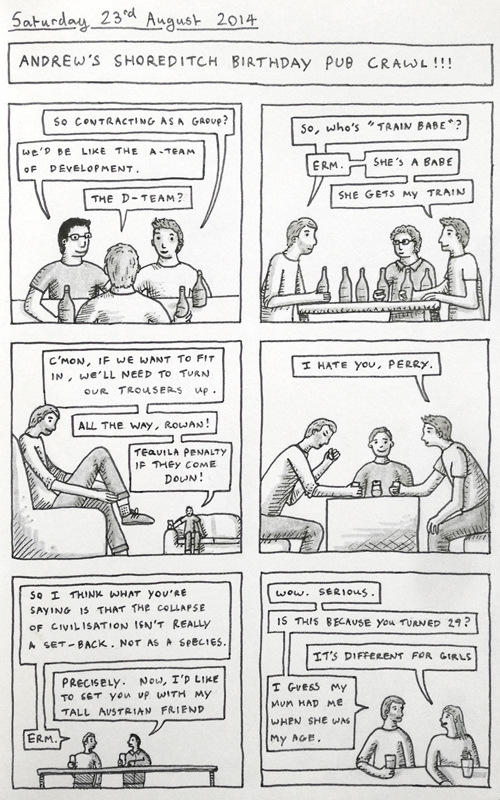 Saturday 23rd August 2014
ANDREW'S SHOREDITCH BIRTHDAY PUB CRAWL!!!
SO CONTRACTING AS A GROUP?
WE'D BE LIKE THE A-TEAM
OF DEVELOPMENT.
THE D-TEAM?
SO, WHO'S "TRAIN BABE"?
ERM.
SHE'S A BABE
SHE GETS MY TRAIN
C'MON, IF WE WANT TO FIT
IN, WE'LL NEED TO TURN
OUR TROUSERS UP.
ALL THE WAY, ROWAN!
TEQUILA PENALTY
IF THEY COME
DOWN!
I HATE YOU, PERRY.
SO I THINK WHAT YOU'RE
SAYING IS THAT THE COLLAPSE
OF CIVILISATION ISN'T REALLY
A SET-BACK. NOT AS A SPECIES.
PRECISELY. NOW, I'D LIKE
TO SET YOU UP WITH MY
TALL AUSTRIAN FRIEND
ERM.
WOW. SERIOUS.
IS THIS BECAUSE YOU TURNED 29?
IT'S DIFFERENT FOR GIRLS
I GUESS MY
MUM HAD ME
WHEN SHE WAS
MY AGE.